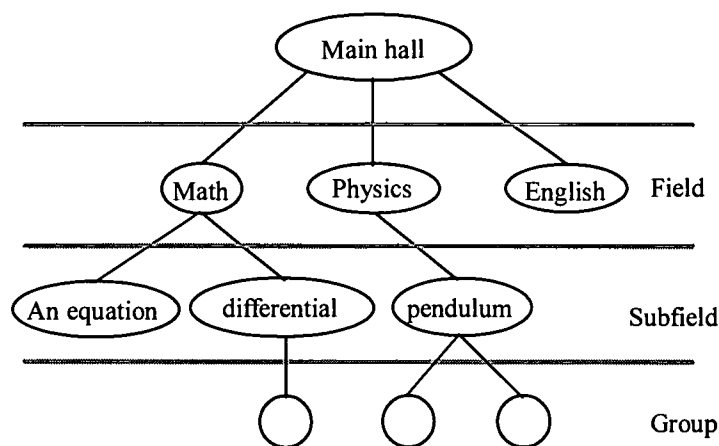 Main hall
Math
Physics
English
Field
An equation
differential
pendulum
Subfield
Group